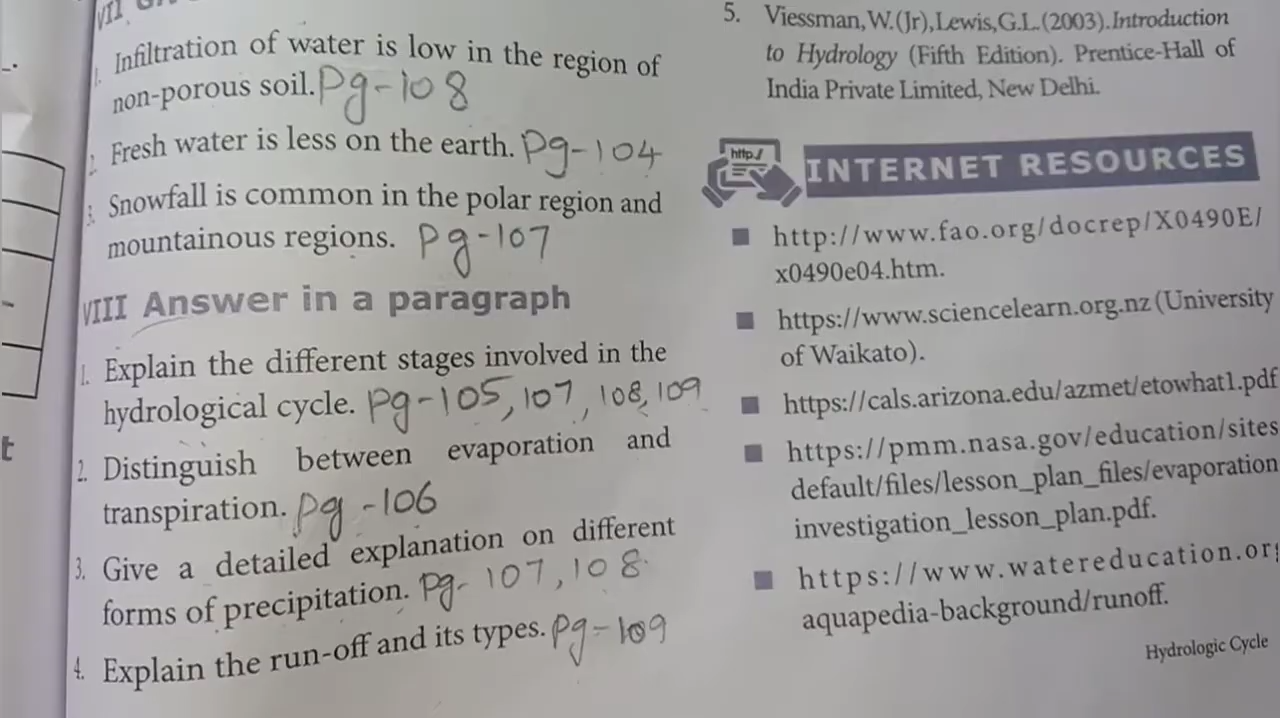 VII
1. Infiltration of water is low in the region of
non-porous soil. Pg-108
2. Fresh water is less on the earth. Pg-104
3. Snowfall is common in the polar region and
mountainous regions. Pg-107
VIII Answer in a paragraph
1. Explain the different stages involved in the
hydrological cycle. Pg-105, 107, 108, 109
2. Distinguish between evaporation and
transpiration. Pg-106
3. Give a detailed explanation on different
forms of precipitation. Pg- 107, 108.
4. Explain the run-off and its types. Pg-109
t
5. Viessman, W.(Jr), Lewis, G.L. (2003). Introduction
to Hydrology (Fifth Edition). Prentice-Hall of
India Private Limited, New Delhi.
http:/
INTERNET RESOURCES
■ http://www.fao.org/docrep/X0490E/
x0490e04.htm.
■ https://www.sciencelearn.org.nz (University
of Waikato).
■ https://cals.arizona.edu/azmet/etowhat1.pdf
■ https://pmm.nasa.gov/education/sites
default/files/lesson_plan_files/evaporation
investigation_lesson_plan.pdf.
■ https://www.watereducation.org
aquapedia-background/runoff.
Hydrologic Cycle